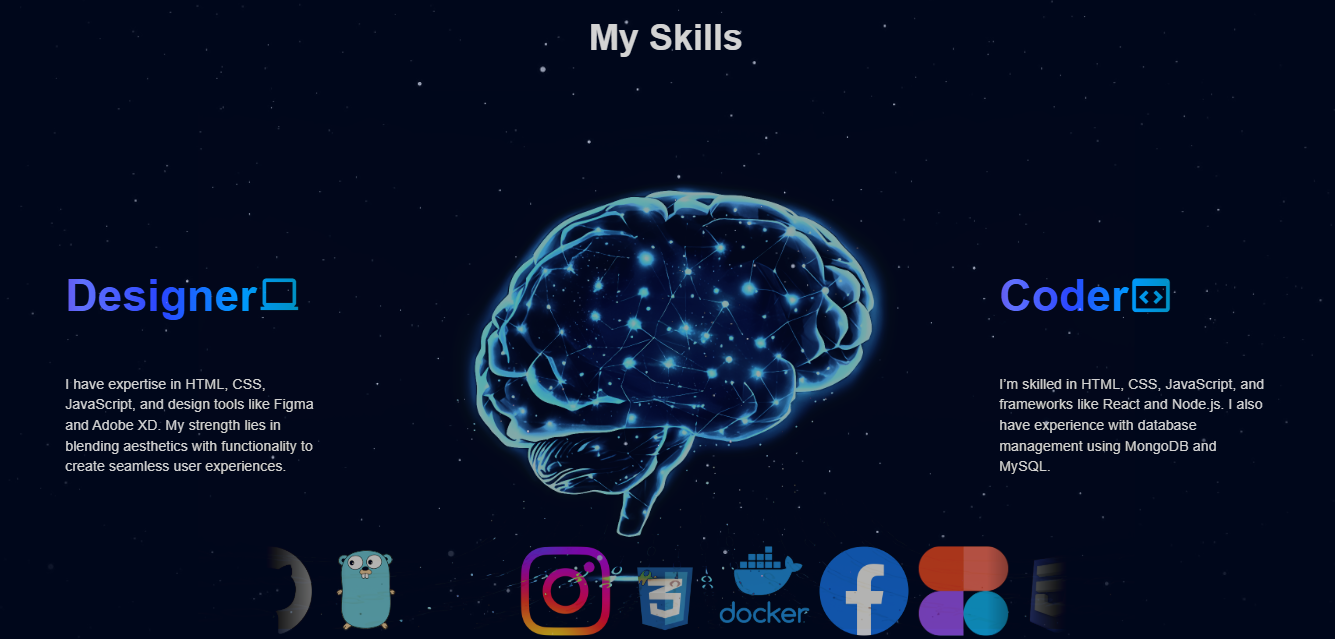 My Skills
Designer
I have expertise in HTML, CSS,
JavaScript, and design tools like Figma
and Adobe XD. My strength lies in
blending aesthetics with functionality to
create seamless user experiences.
Coder
I'm skilled in HTML, CSS, JavaScript, and
frameworks like React and Node.js. I also
have experience with database
management using MongoDB and
MySQL.
3
docker
f